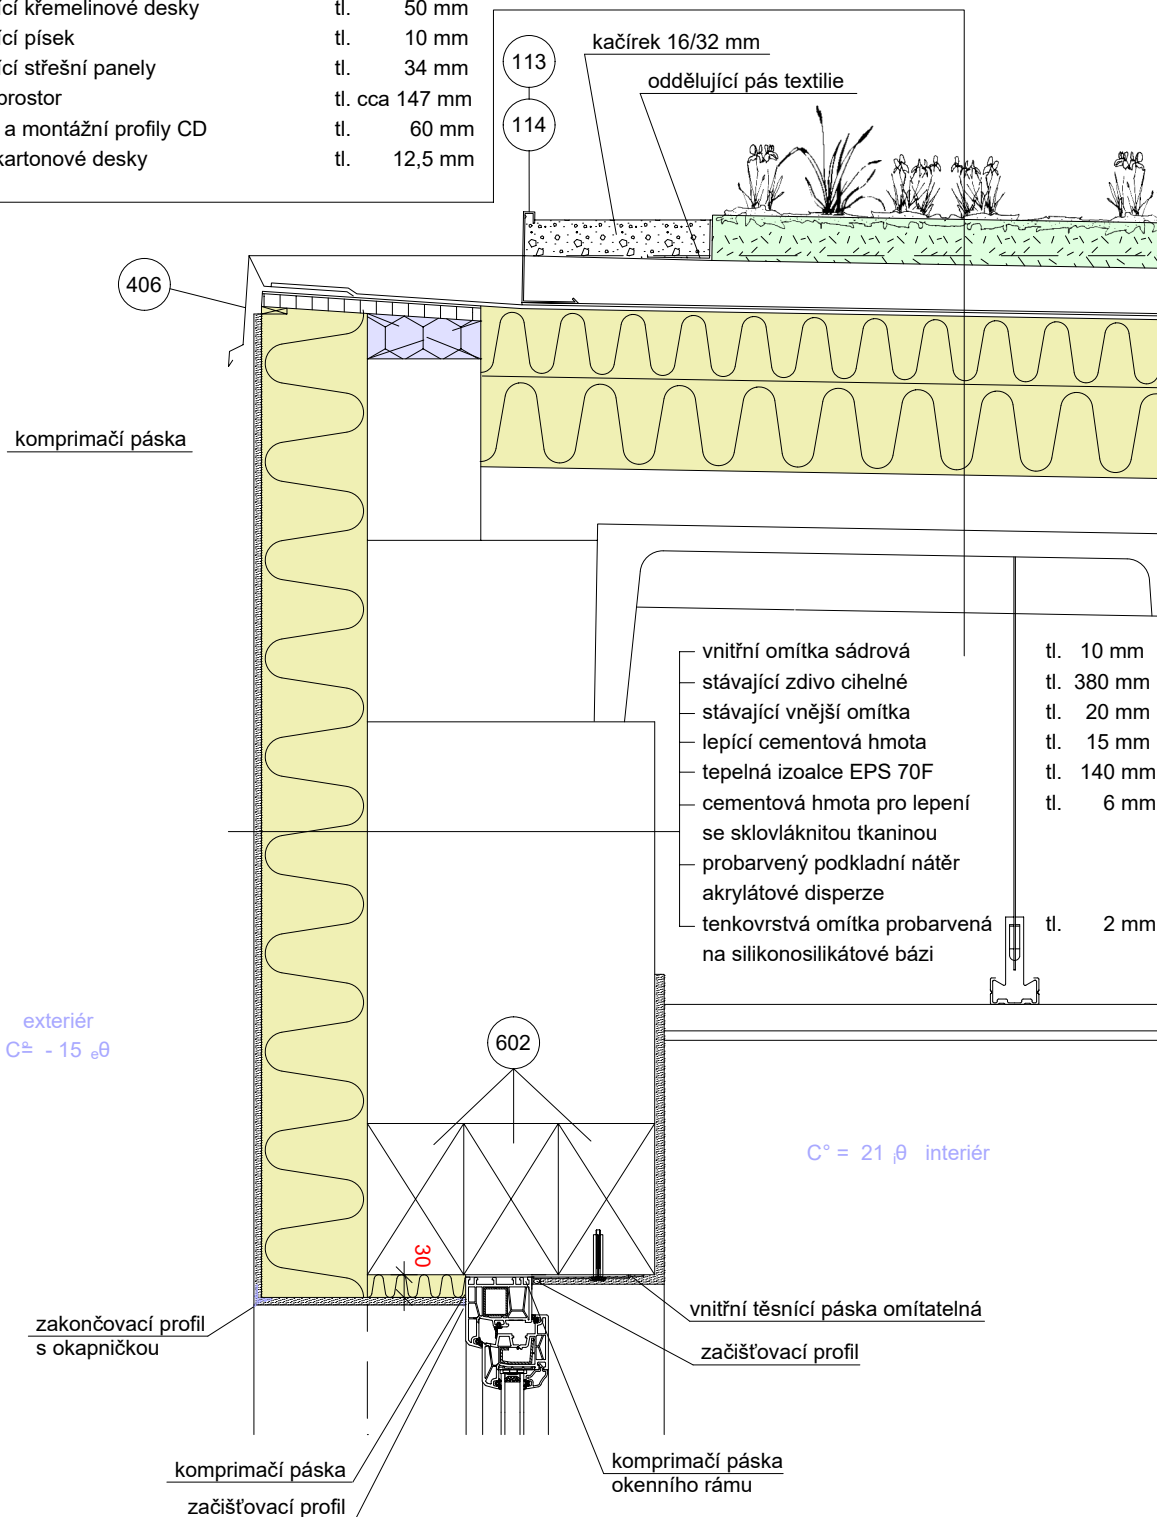 ící křemelinové desky tl. 50 mm
ící písek tl. 10 mm
ící střešní panely tl. 34 mm
prostor tl. cca 147 mm
a montážní profily CD tl. 60 mm
kartonové desky tl. 12,5 mm
113
114
kačírek 16/32 mm
oddělující pás textilie
406
komprimačí páska
vnitřní omítka sádrová tl. 10 mm
stávající zdivo cihelné tl. 380 mm
stávající vnější omítka tl. 20 mm
lepící cementová hmota tl. 15 mm
tepelná izoalce EPS 70F tl. 140 mm
cementová hmota pro lepení tl. 6 mm
se sklovláknitou tkaninou
probarvený podkladní nátěr
akrylátové disperze
tenkovrstvá omítka probarvená tl. 2 mm
na silikonosilikátové bázi
exteriér
C° = - 15 eθ
602
C° = 21 iθ interiér
30
zakončovací profil
s okapničkou
vnitřní těsnící páska omítatelná
začišťovací profil
komprimačí páska
začišťovací profil
komprimačí páska
okenního rámu